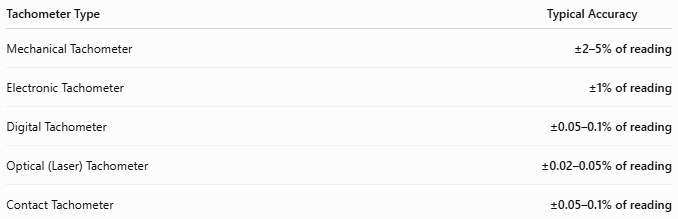 Tachometer Type Typical Accuracy
Mechanical Tachometer ±2–5% of reading
Electronic Tachometer ±1% of reading
Digital Tachometer ±0.05–0.1% of reading
Optical (Laser) Tachometer ±0.02–0.05% of reading
Contact Tachometer ±0.05–0.1% of reading